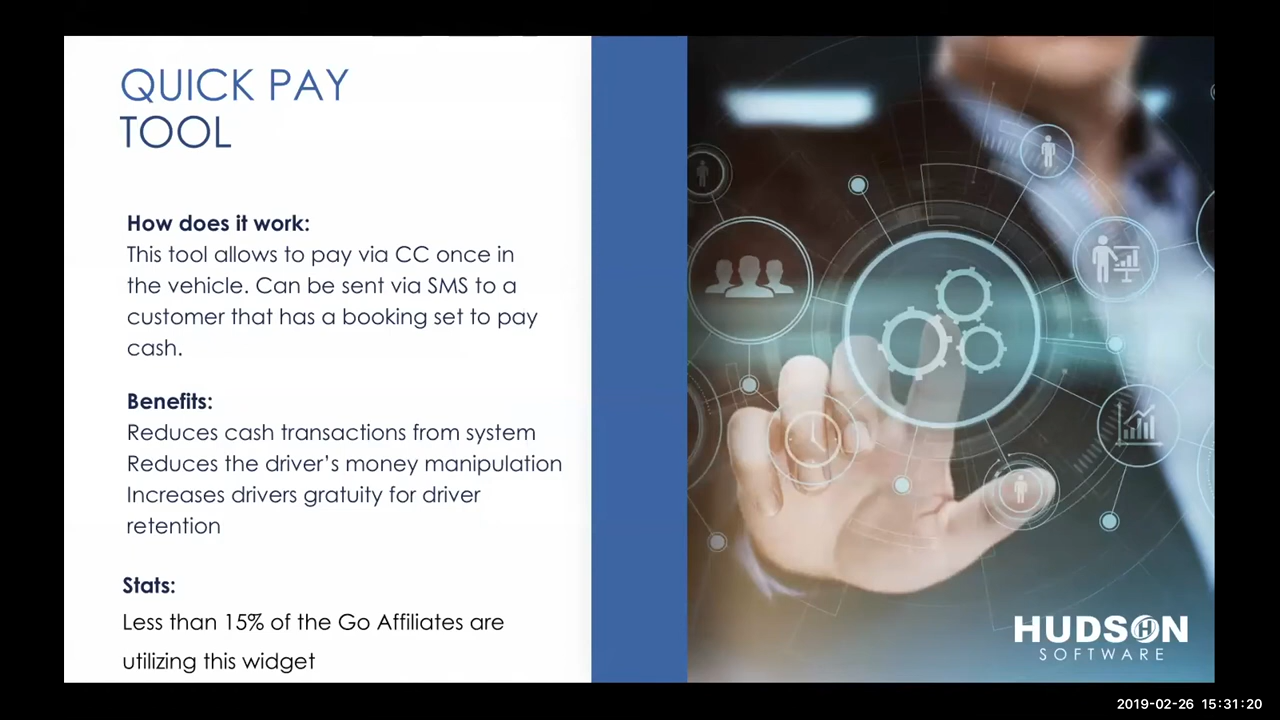 QUICK PAY
TOOL
How does it work:
This tool allows to pay via CC once in
the vehicle. Can be sent via SMS to a
customer that has a booking set to pay
cash.
Benefits:
Reduces cash transactions from system
Reduces the driver's money manipulation
Increases drivers gratuity for driver
retention
Stats:
Less than 15% of the Go Affiliates are
utilizing this widget
HUDSON
SOFTWARE
2019-02-26 15:31:20